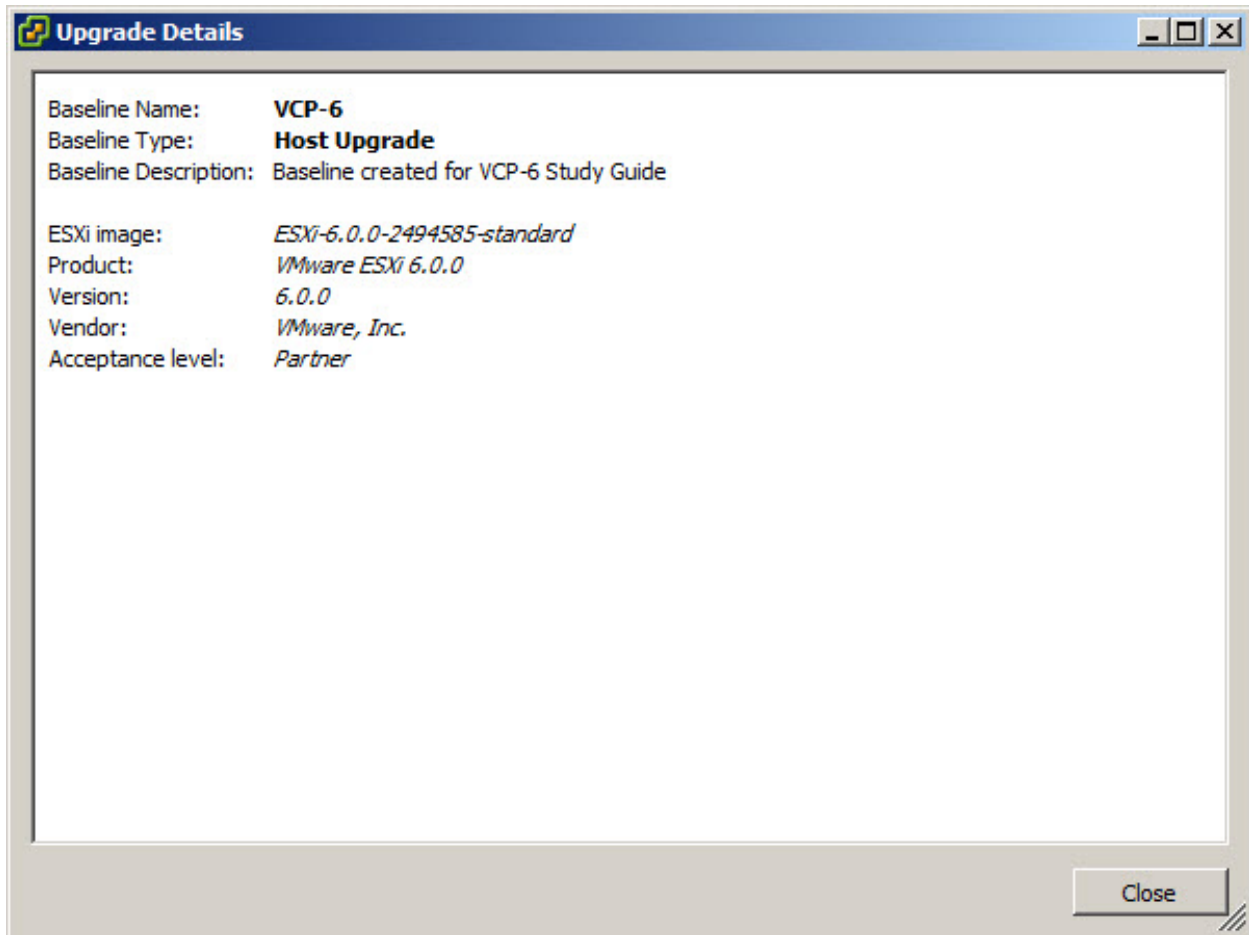 Upgrade Details
Baseline Name: VCP-6
Baseline Type: Host Upgrade
Baseline Description: Baseline created for VCP-6 Study Guide
ESXi image: ESXi-6.0.0-2494585-standard
Product: VMware ESXi 6.0.0
Version: 6.0.0
Vendor: VMware, Inc.
Acceptance level: Partner
Close